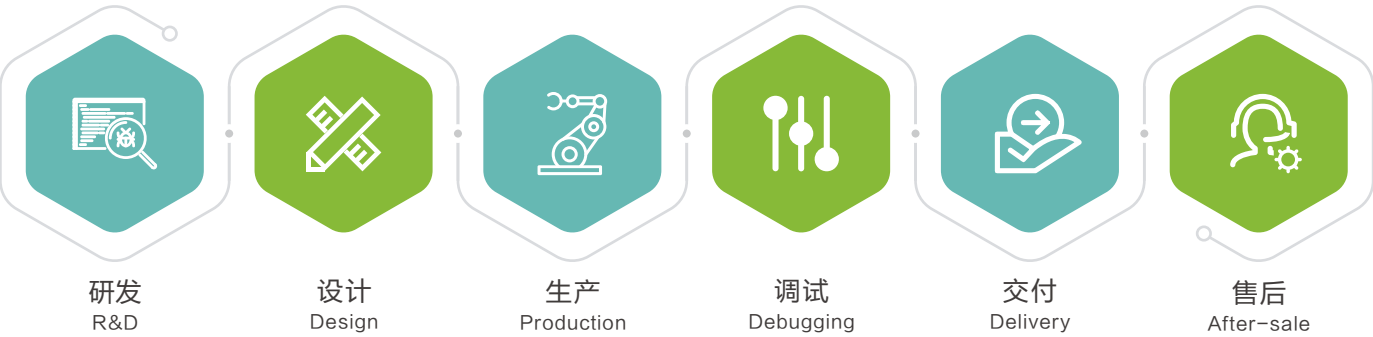 研发
R&D
设计
Design
生产
Production
调试
Debugging
交付
Delivery
售后
After-sale